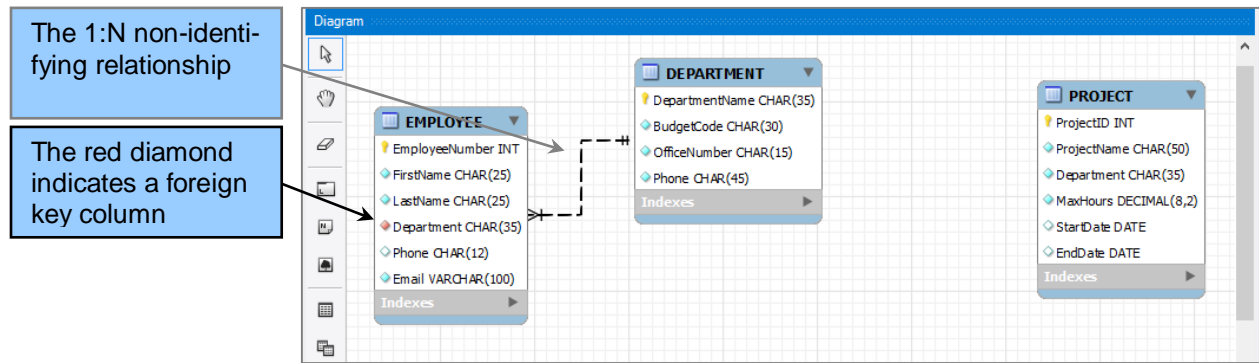 The 1:N non-identi-
fying relationship
The red diamond
indicates a foreign
key column
Diagram
EMPLOYEE
EmployeeNumber INT
FirstName CHAR(25)
LastName CHAR(25)
Department CHAR(35)
Phone CHAR(12)
Email VARCHAR(100)
Indexes
DEPARTMENT
DepartmentName CHAR(35)
BudgetCode CHAR(30)
OfficeNumber CHAR(15)
Phone CHAR(45)
Indexes
PROJECT
ProjectID INT
ProjectName CHAR(50)
Department CHAR(35)
MaxHours DECIMAL(8,2)
StartDate DATE
EndDate DATE
Indexes